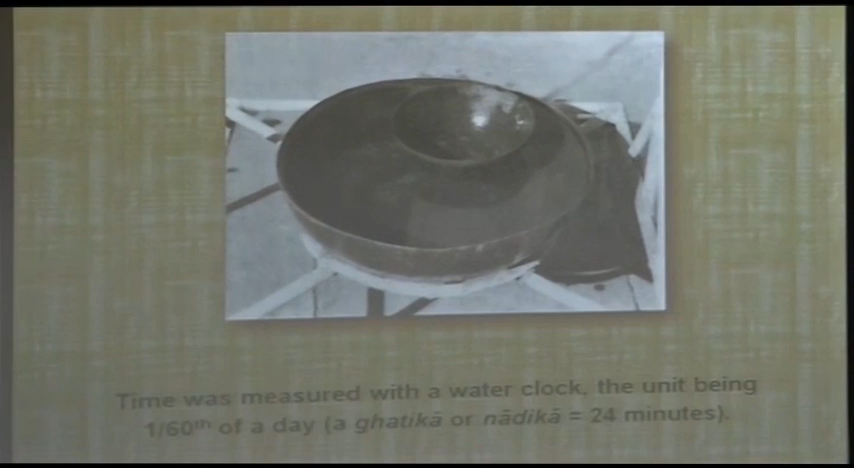 Time was measured with a water clock, the unit being
1/60th of a day (a ghatikā or nādikā = 24 minutes).